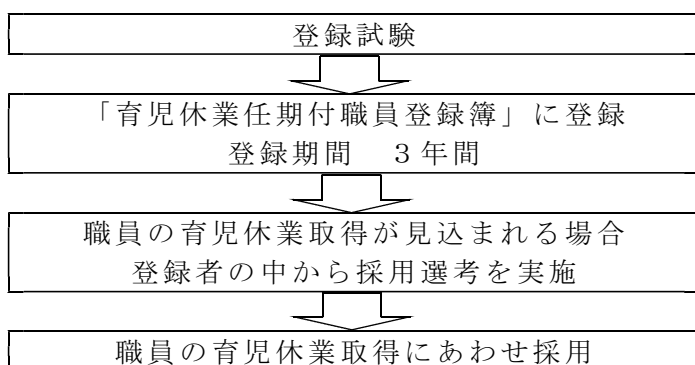 登録試験
「育児休業任期付職員登録簿」に登録
登録期間　３年間
職員の育児休業取得が見込まれる場合
登録者の中から採用選考を実施
職員の育児休業取得にあわせ採用